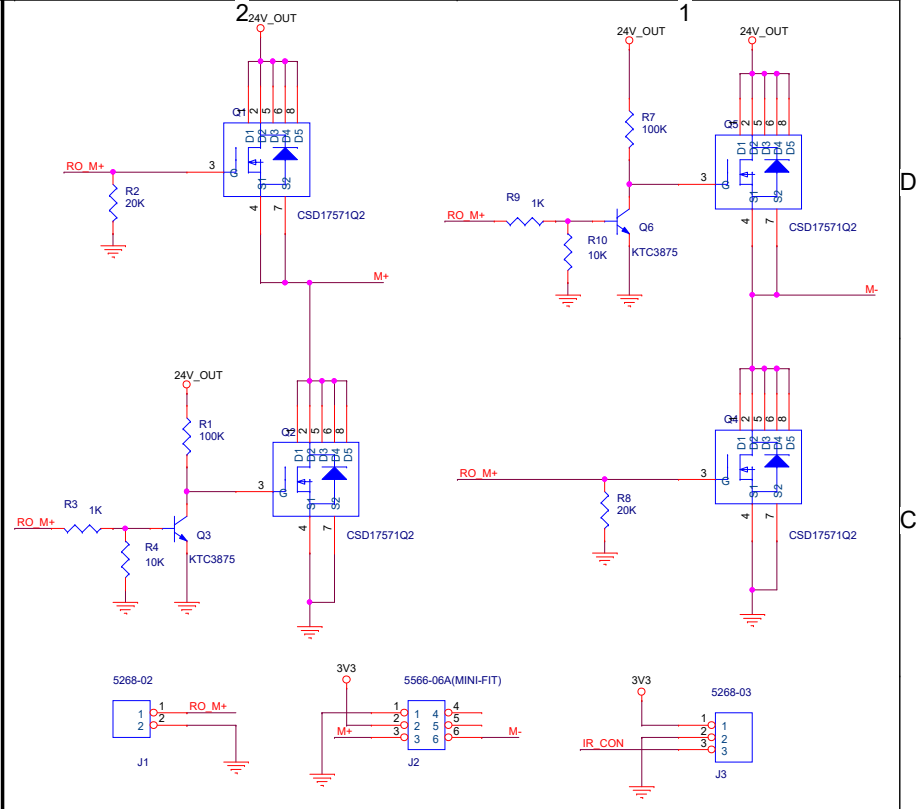 2
1
24V_OUT
Q1
1 2 5 6 8
D1 D2 D3 D4 D5
RO_M+
3
G
S1 S2
R2
20K
4 7
CSD17571Q2
M+
24V_OUT
24V_OUT
R7
100K
Q5
1 2 5 6 8
D1 D2 D3 D4 D5
3
G
S1 S2
R9 1K
RO_M+
Q6
R10
10K
KTC3875
4 7
CSD17571Q2
M-
D
24V_OUT
R1
100K
Q2
1 2 5 6 8
D1 D2 D3 D4 D5
3
G
S1 S2
R3 1K
RO_M+
Q3
R4
10K
KTC3875
4 7
CSD17571Q2
Q4
1 2 5 6 8
D1 D2 D3 D4 D5
RO_M+
3
G
S1 S2
R8
20K
4 7
CSD17571Q2
C
5268-02
1 1 RO_M+
2 2
J1
3V3
5566-06A(MINI-FIT)
1 1 4 4
2 2 5 5
M+ 3 3 6 6 M-
J2
3V3
5268-03
1 1
2 2
IR_CON 3 3
J3